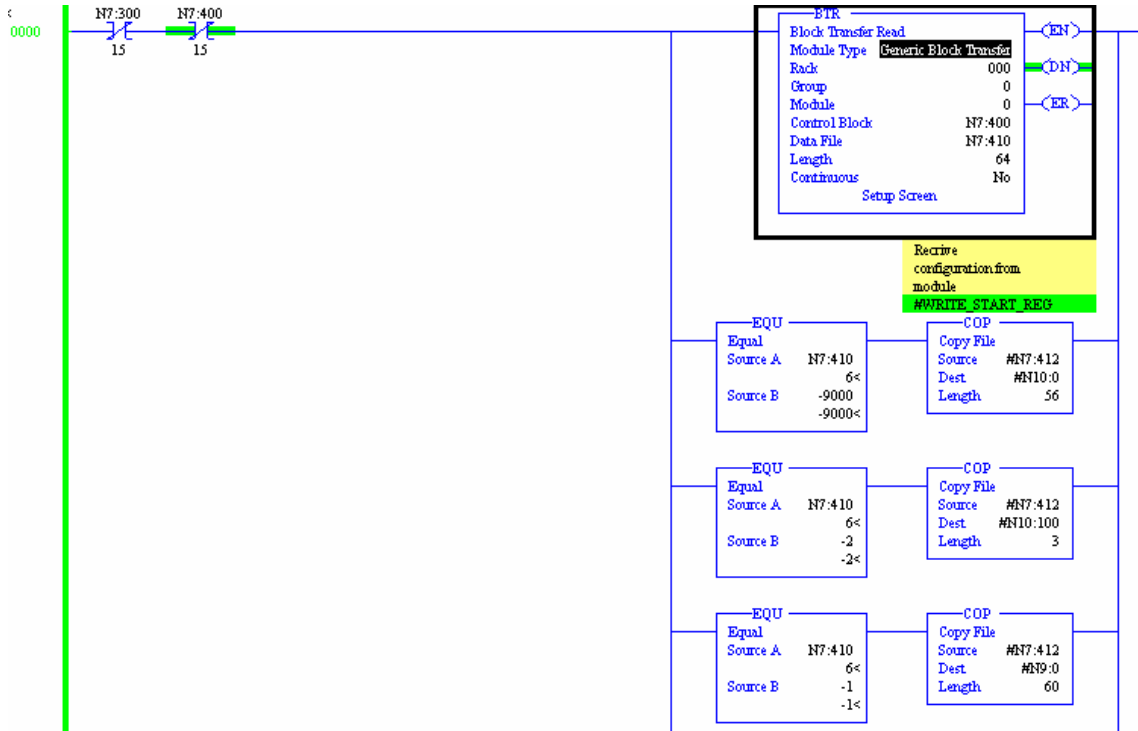 N7:300 N7:400
0000
15 15
BTR
Block Transfer Read
Module Type Generic Block Transfer
Rack 000
Group 0
Module 0
Control Block N7:400
Data File N7:410
Length 64
Continuous No
Setup Screen
(EN)
(DN)
(ER)
Recrive
configuration from
module
#WRITE_START_REG
EQU
Equal
Source A N7:410
6<
Source B -9000
-9000<
COP
Copy File
Source #N7:412
Dest #N10:0
Length 56
EQU
Equal
Source A N7:410
6<
Source B -2
-2<
COP
Copy File
Source #N7:412
Dest #N10:100
Length 3
EQU
Equal
Source A N7:410
6<
Source B -1
-1<
COP
Copy File
Source #N7:412
Dest #N9:0
Length 60